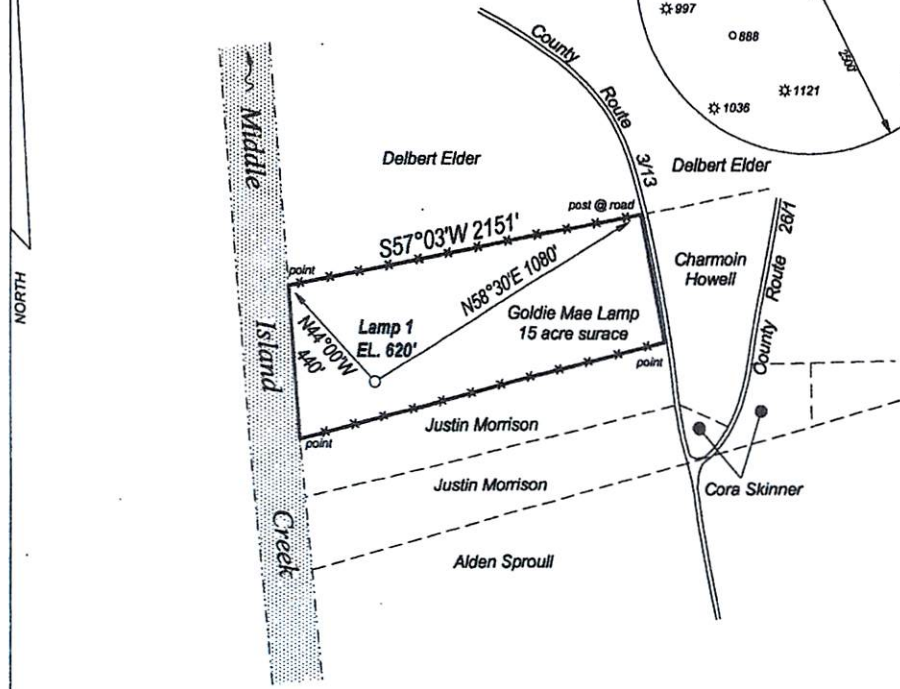 997
888
1121
1036
2500'
County Route 3/13
Middle Island Creek
Delbert Elder
Delbert Elder
post @ road
S57°03'W 2151'
point
NORTH
N58°30'E 1080'
Charmoin
Howell
County Route 26/1
Lamp 1
EL. 620'
N44°00'W
440'
Goldie Mae Lamp
15 acre surace
point
point
Justin Morrison
Justin Morrison
Cora Skinner
Alden Sproull